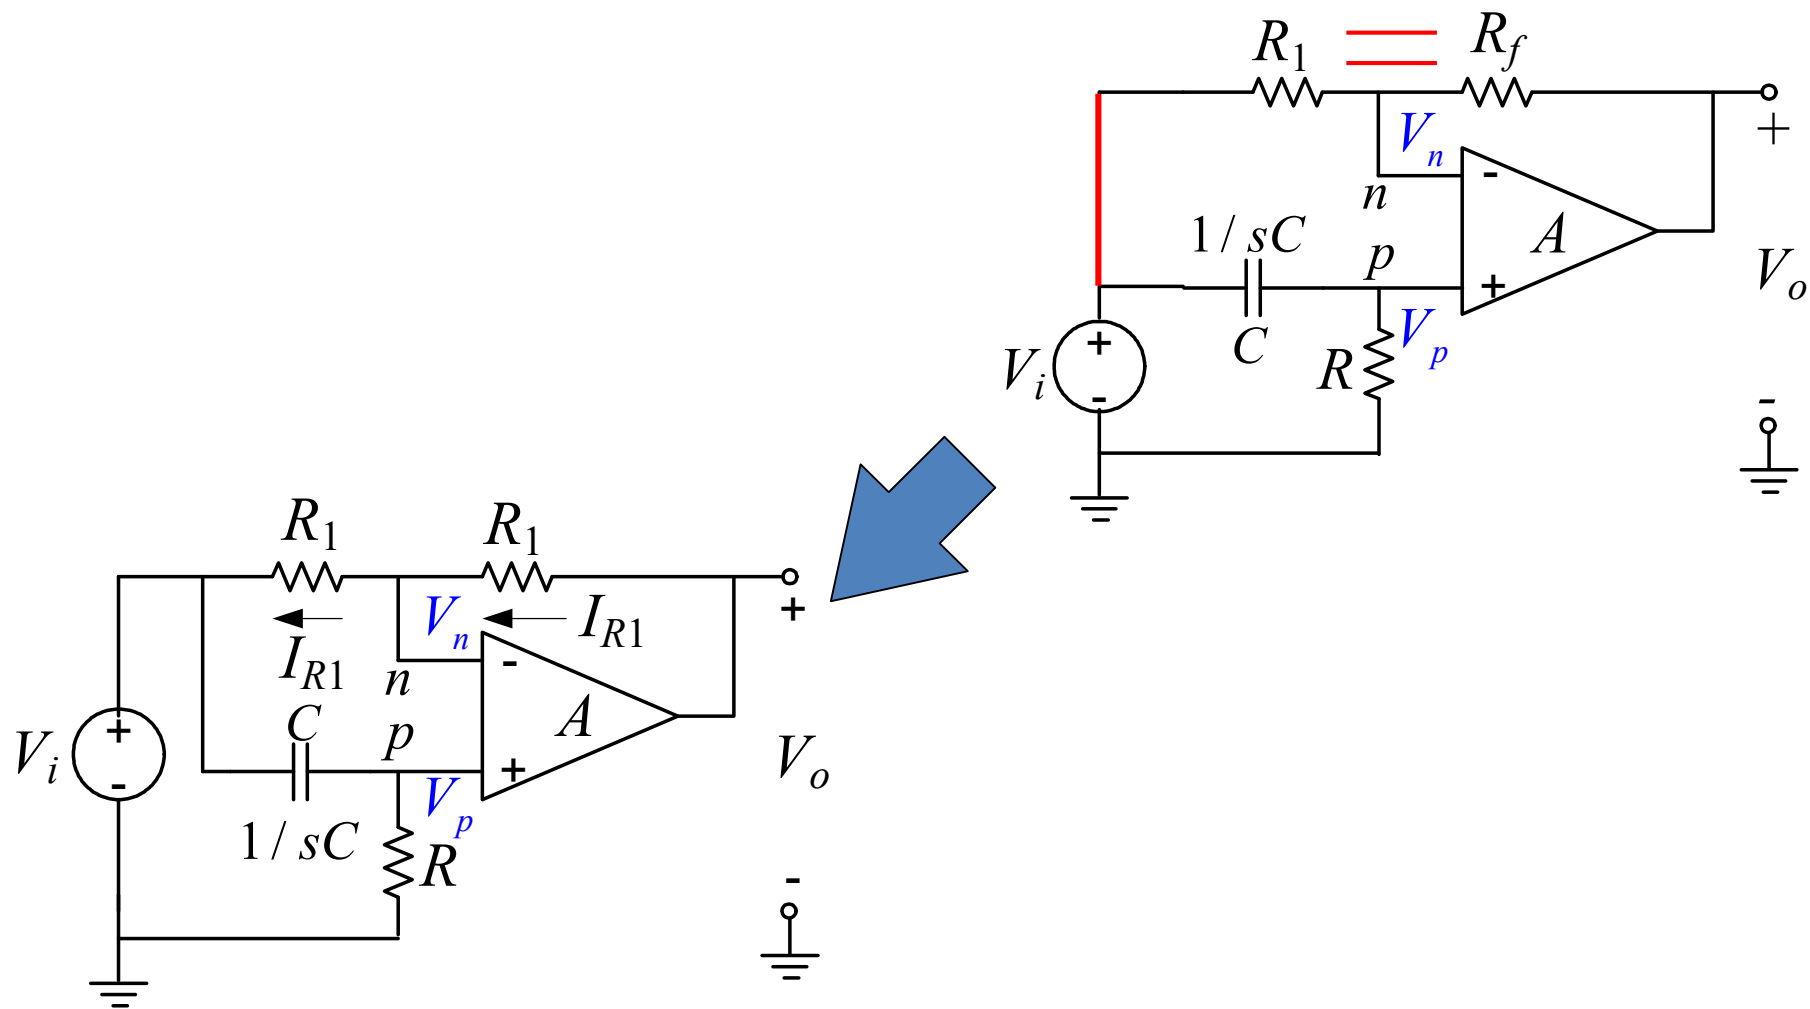 R1
Rf
+
Vn
-
n
1 / sC
p
A
Vo
+
C
Vp
+
Vi
R
-
-
R1
R1
+
Vn
IR1
IR1
-
n
C
p
A
+
Vi
-
+
Vp
Vo
1 / sC
R
-